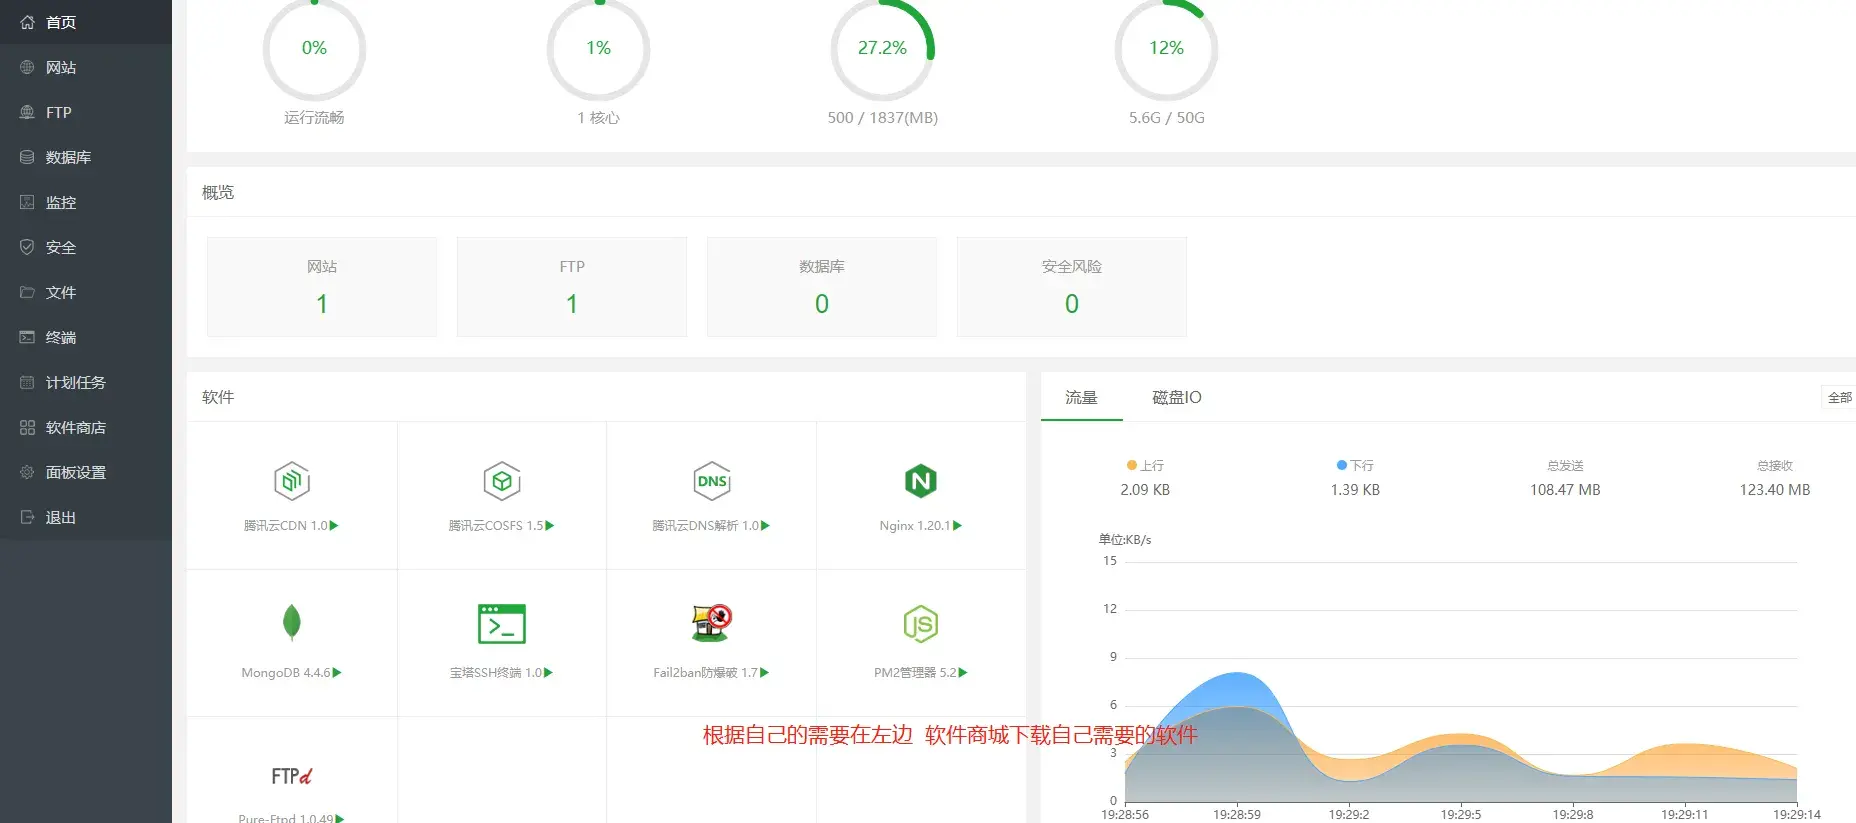 首页
网站
FTP
数据库
监控
安全
文件
终端
计划任务
软件商店
面板设置
退出
0%
1%
27.2%
12%
运行流畅
1 核心
500 / 1837(MB)
5.6G / 50G
概览
网站
FTP
数据库
安全风险
1
1
0
0
软件
腾讯云CDN 1.0
腾讯云COSFS 1.5
DNS
腾讯云DNS解析 1.0
N
Nginx 1.20.1
MongoDB 4.4.6
宝塔SSH终端 1.0
Fail2ban防爆破 1.7
JS
PM2管理器 5.2
根据自己的需要在左边 软件商城下载自己需要的软件
FTPd
Pure-Ftpd 1.0.49
流量
磁盘IO
全部
上行
下行
总发送
总接收
2.09 KB
1.39 KB
108.47 MB
123.40 MB
单位:KB/s
15
12
9
6
3
0
19:28:56
19:28:59
19:29:2
19:29:5
19:29:8
19:29:11
19:29:14